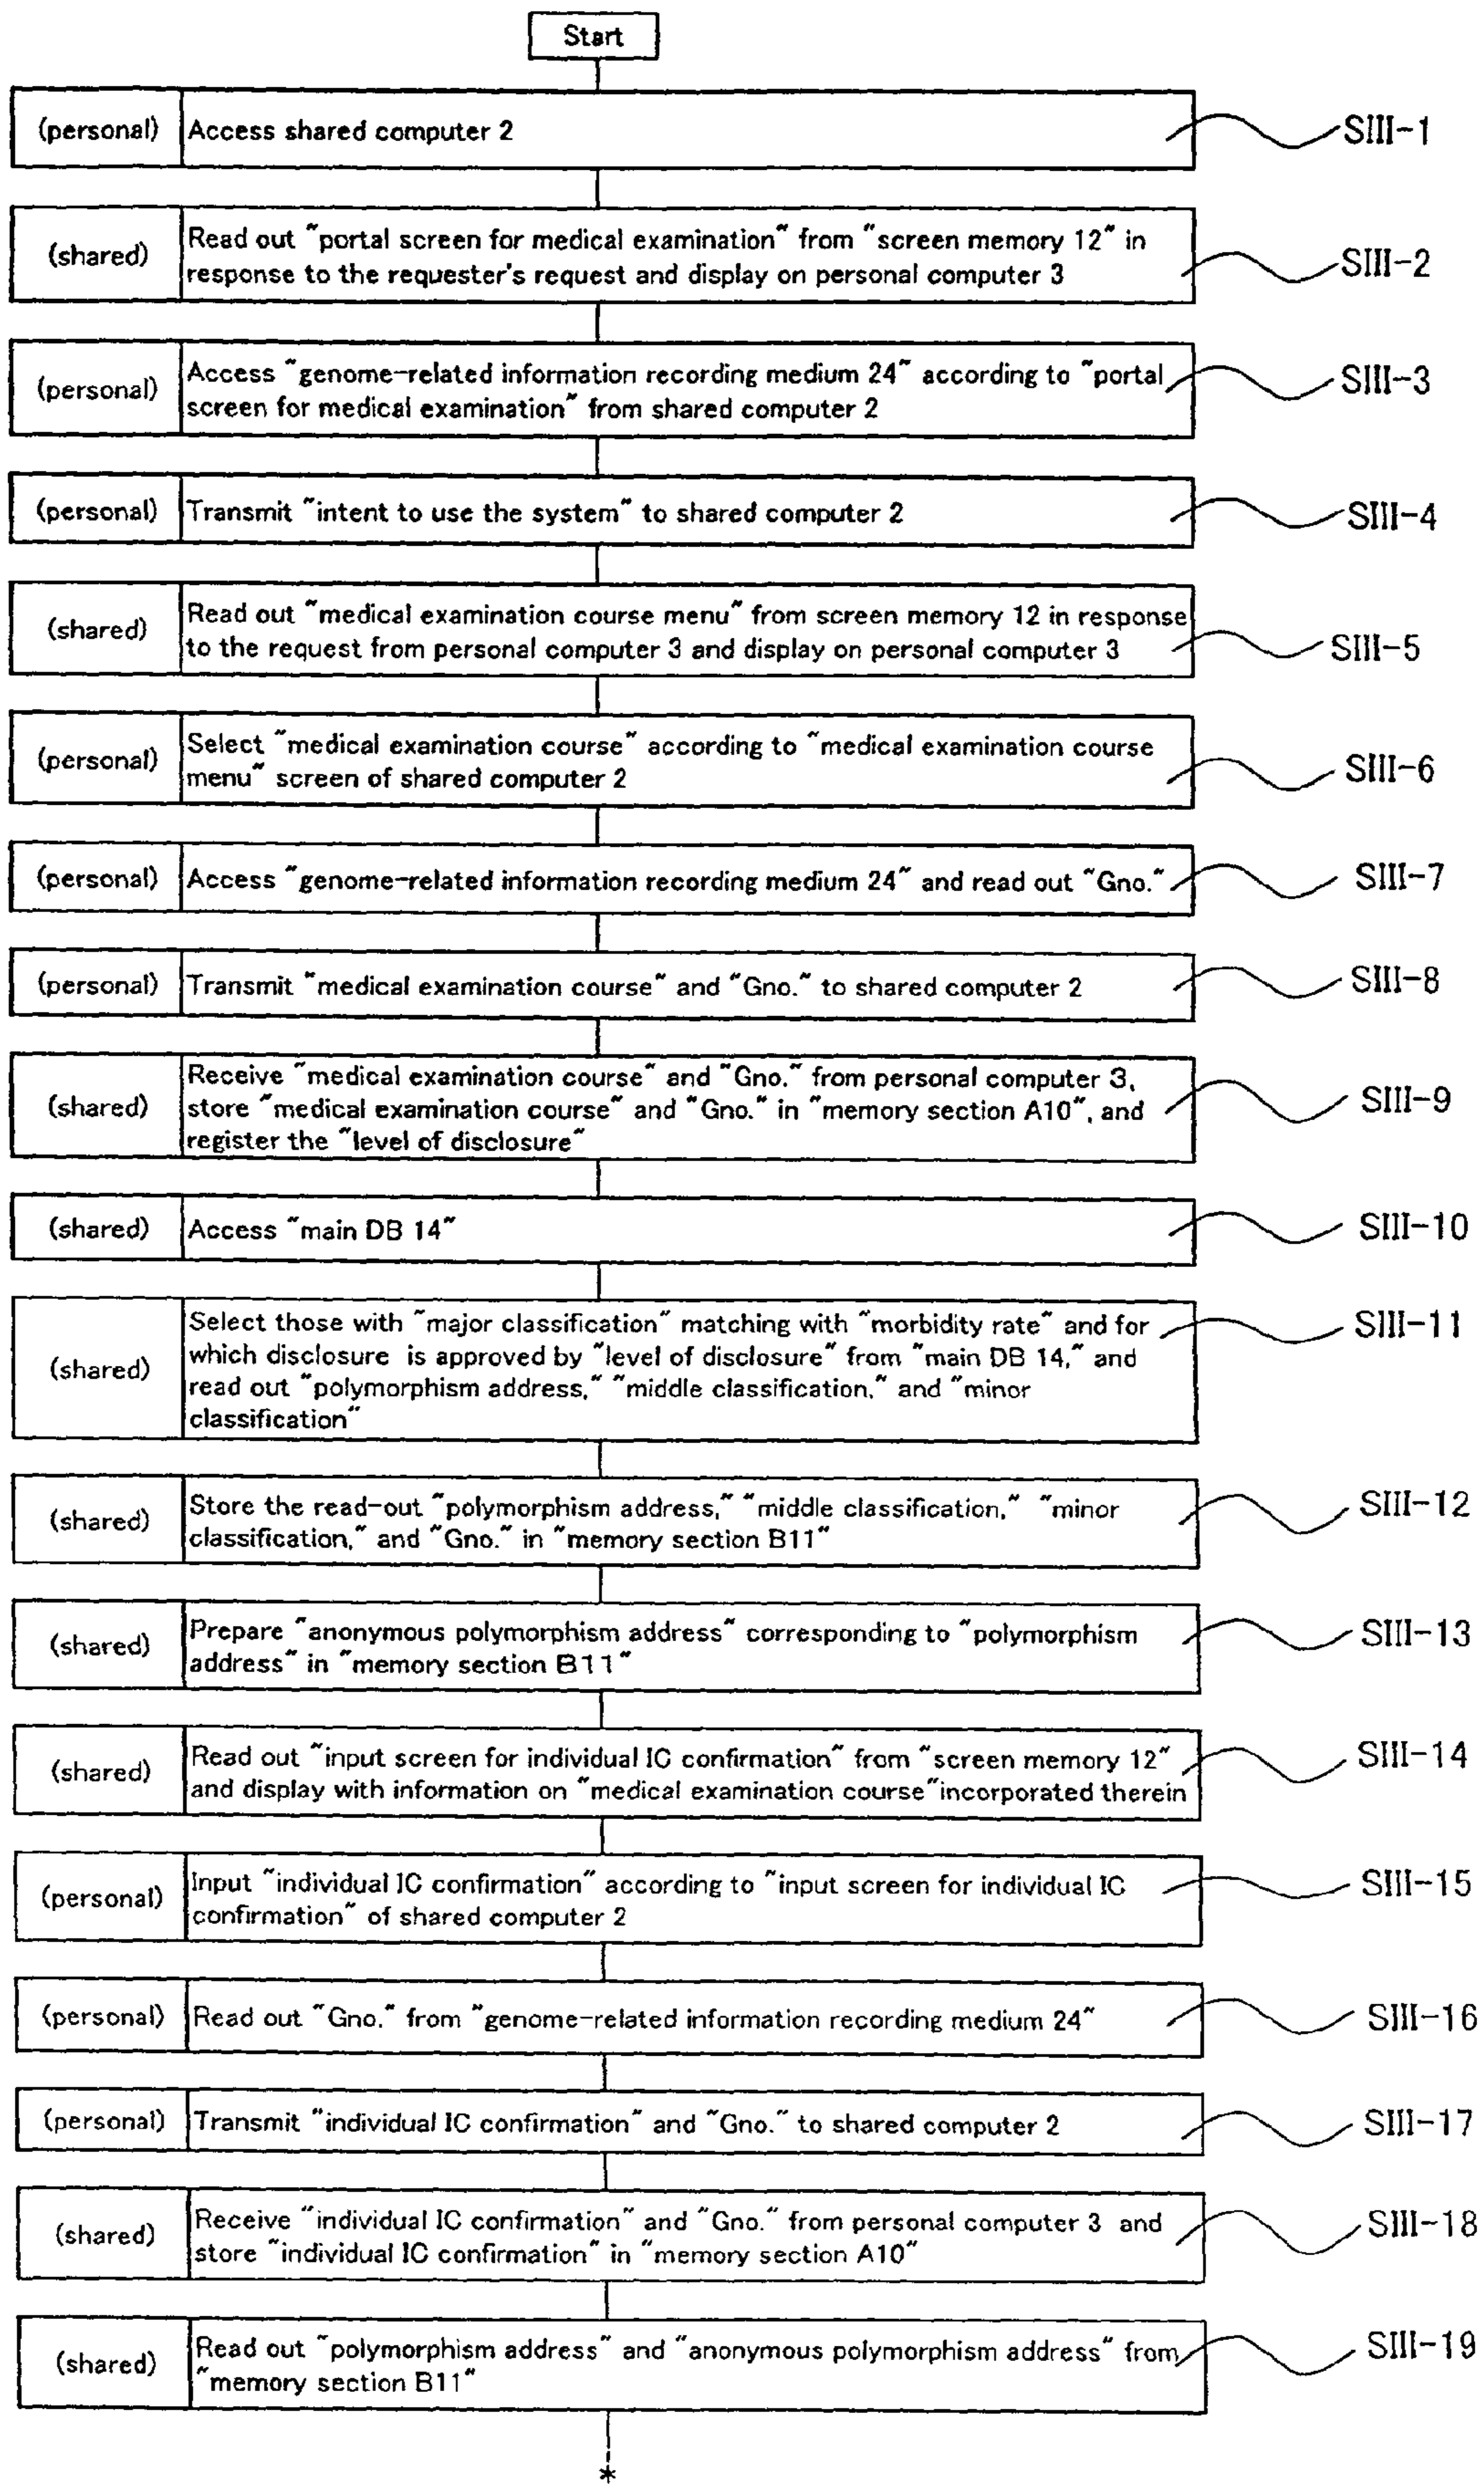 Start
(personal) Access shared computer 2 SIII-1
(shared) Read out "portal screen for medical examination" from "screen memory 12" in
response to the requester's request and display on personal computer 3 SIII-2
(personal) Access "genome-related information recording medium 24" according to "portal
screen for medical examination" from shared computer 2 SIII-3
(personal) Transmit "intent to use the system" to shared computer 2 SIII-4
(shared) Read out "medical examination course menu" from screen memory 12 in response
to the request from personal computer 3 and display on personal computer 3 SIII-5
(personal) Select "medical examination course" according to "medical examination course
menu" screen of shared computer 2 SIII-6
(personal) Access "genome-related information recording medium 24" and read out "Gno." SIII-7
(personal) Transmit "medical examination course" and "Gno." to shared computer 2 SIII-8
Receive "medical examination course" and "Gno." from personal computer 3,
(shared) store "medical examination course" and "Gno." in "memory section A10", and SIII-9
register the "level of disclosure"
(shared) Access "main DB 14" SIII-10
Select those with "major classification" matching with "morbidity rate" and for SIII-11
which disclosure is approved by "level of disclosure" from "main DB 14," and
(shared) read out "polymorphism address," "middle classification," and "minor
classification"
(shared) Store the read-out "polymorphism address," "middle classification," "minor SIII-12
classification," and "Gno." in "memory section B11"
(shared) Prepare "anonymous polymorphism address" corresponding to "polymorphism SIII-13
address" in "memory section B11"
(shared) Read out "input screen for individual IC confirmation" from "screen memory 12" SIII-14
and display with information on "medical examination course"incorporated therein
(personal) Input "individual IC confirmation" according to "input screen for individual IC SIII-15
confirmation" of shared computer 2
(personal) Read out "Gno." from "genome-related information recording medium 24" SIII-16
(personal) Transmit "individual IC confirmation" and "Gno." to shared computer 2 SIII-17
(shared) Receive "individual IC confirmation" and "Gno." from personal computer 3 and SIII-18
store "individual IC confirmation" in "memory section A10"
(shared) Read out "polymorphism address" and "anonymous polymorphism address" from SIII-19
"memory section B11"
*